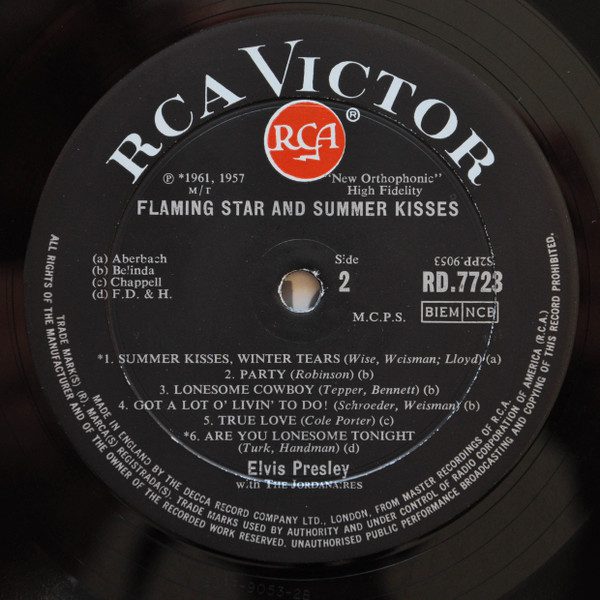 RCA VICTOR
RCA ®
℗ *1961, 1957
M/T
"New Orthophonic"
High Fidelity
FLAMING STAR AND SUMMER KISSES
(a) Aberbach
(b) Belinda
(c) Chappell
(d) F.D. & H.
Side
2
S2PP.9053
RD.7723
M.C.P.S.
BIEM NCB
*1. SUMMER KISSES, WINTER TEARS (Wise, Weisman; Lloyd) (a)
2. PARTY (Robinson) (b)
3. LONESOME COWBOY (Tepper, Bennett) (b)
4. GOT A LOT O' LIVIN' TO DO! (Schroeder, Weisman) (b)
5. TRUE LOVE (Cole Porter) (c)
*6. ARE YOU LONESOME TONIGHT
(Turk, Handman) (d)
Elvis Presley
with THE JORDANAIRES
ALL RIGHTS OF THE MANUFACTURER AND OF THE OWNER OF THE RECORDED WORK RESERVED. UNAUTHORISED PUBLIC PERFORMANCE BROADCASTING AND COPYING OF THIS RECORD PROHIBITED.
TRADE MARK(S) (R), MARCA(S) REGISTRADA(S), TRADE MARKS USED BY AUTHORITY AND UNDER CONTROL OF RADIO CORPORATION OF AMERICA (R.C.A.)
MADE IN ENGLAND BY THE DECCA RECORD COMPANY LTD., LONDON, FROM MASTER RECORDINGS OF R.C.A.